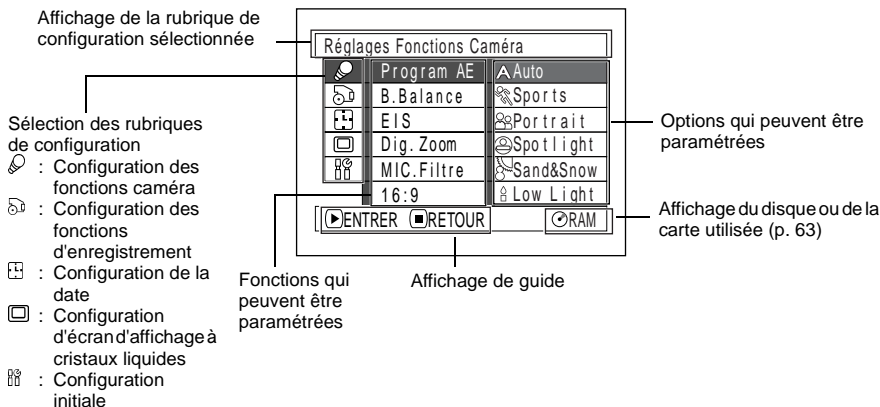 Affichage de la rubrique de
configuration sélectionnée
Réglages Fonctions Caméra
Program AE
B.Balance
EIS
Dig. Zoom
MIC.Filtre
16:9
Auto
Sports
Portrait
Spotlight
Sand&Snow
Low Light
ENTRER RETOUR
RAM
Sélection des rubriques
de configuration
: Configuration des
fonctions caméra
: Configuration des
fonctions
d'enregistrement
: Configuration de la
date
: Configuration
d'écran d'affichage à
cristaux liquides
: Configuration
initiale
Fonctions qui
peuvent être
paramétrées
Affichage de guide
Options qui peuvent être
paramétrées
Affichage du disque ou de la
carte utilisée (p. 63)